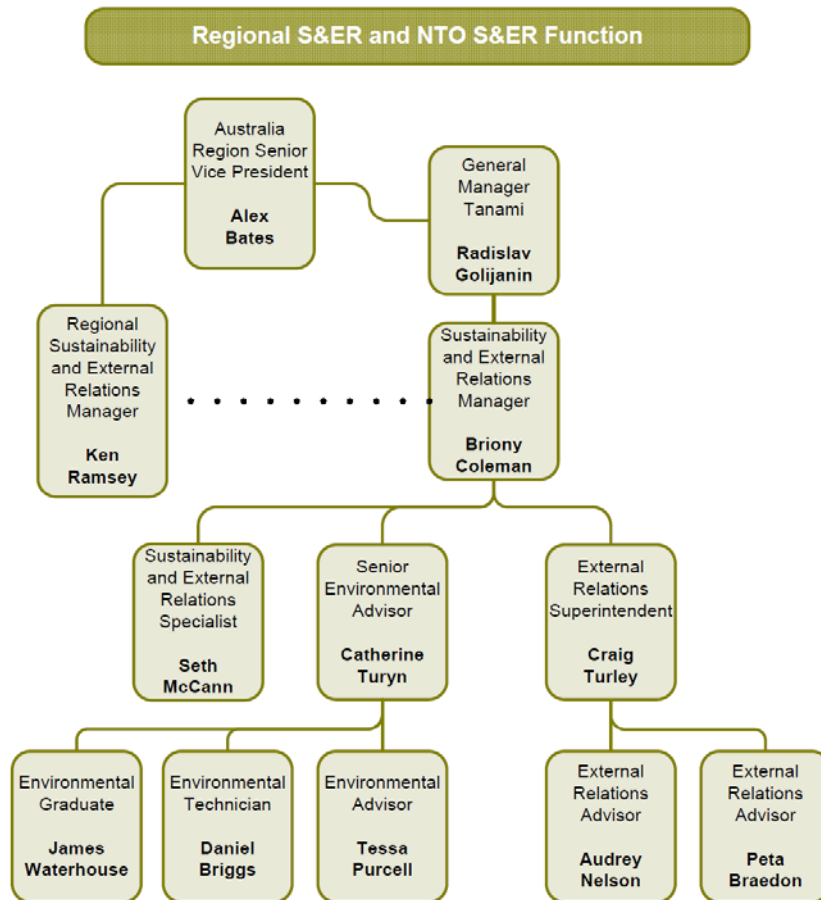 Regional S&ER and NTO S&ER Function
Australia
Region Senior
Vice President
Alex
Bates
General
Manager
Tanami
Radislav
Golijanin
Regional
Sustainability
and External
Relations
Manager
Ken
Ramsey
Sustainability
and External
Relations
Manager
Briony
Coleman
Sustainability
and External
Relations
Specialist
Seth
McCann
Senior
Environmental
Advisor
Catherine
Turyn
External
Relations
Superintendent
Craig
Turley
Environmental
Graduate
James
Waterhouse
Environmental
Technician
Daniel
Briggs
Environmental
Advisor
Tessa
Purcell
External
Relations
Advisor
Audrey
Nelson
External
Relations
Advisor
Peta
Braedon